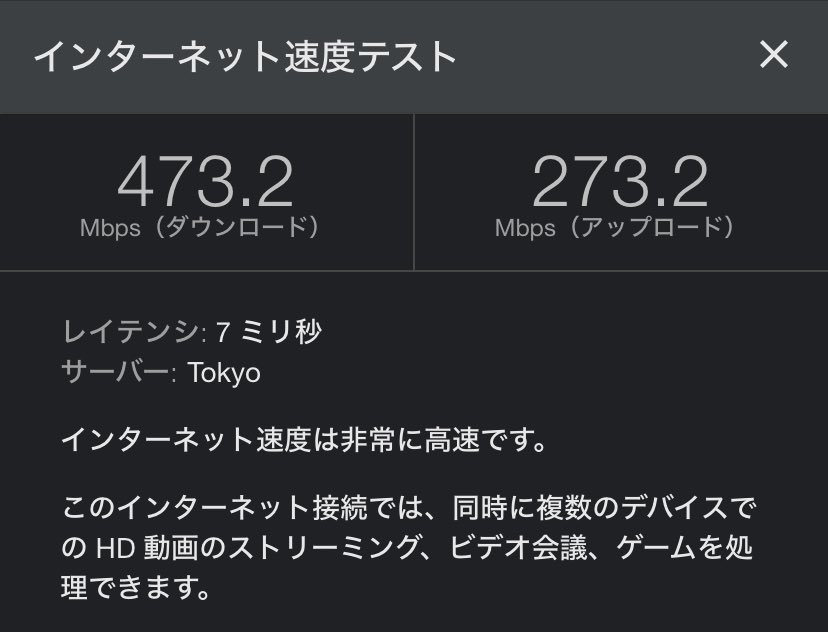 インターネット速度テスト
473.2
Mbps（ダウンロード）
273.2
Mbps（アップロード）
レイテンシ: 7 ミリ秒
サーバー: Tokyo
インターネット速度は非常に高速です。
このインターネット接続では、同時に複数のデバイスで
の HD 動画のストリーミング、ビデオ会議、ゲームを処
理できます。